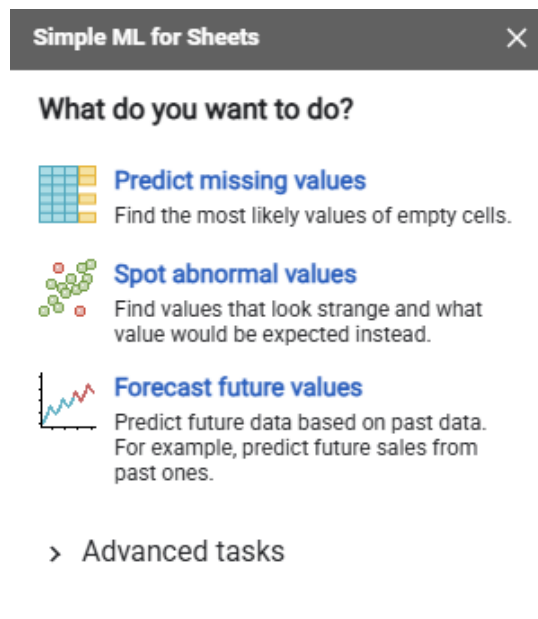 Simple ML for Sheets
What do you want to do?
Predict missing values
Find the most likely values of empty cells.
Spot abnormal values
Find values that look strange and what
value would be expected instead.
Forecast future values
Predict future data based on past data.
For example, predict future sales from
past ones.
Advanced tasks